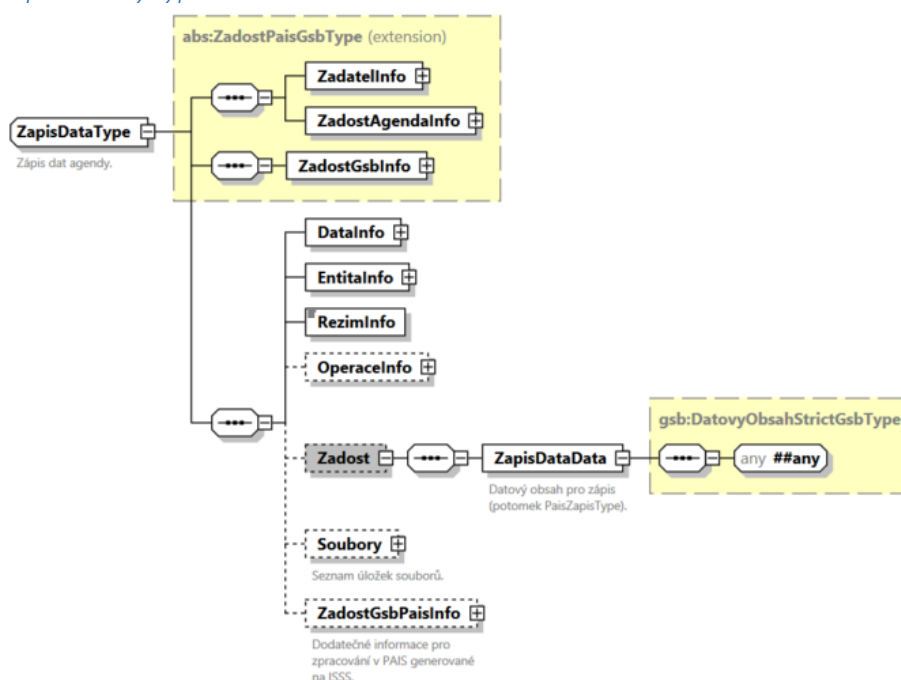 abs:ZadostPaisGsbType (extension)
ZadatelInfo
ZadostAgendaInfo
ZapisDataType
Zápis dat agendy.
ZadostGsbInfo
DataInfo
EntitaInfo
RezimInfo
OperaceInfo
gsb:DatovyObsahStrictGsbType
Zadost
ZapisDataData
any ##any
Datový obsah pro zápis
(potomek PaisZapisType).
Soubory
Seznam úložek souborů.
ZadostGsbPaisInfo
Dodatečné informace pro
zpracování v PAIS generované
na ISSS.